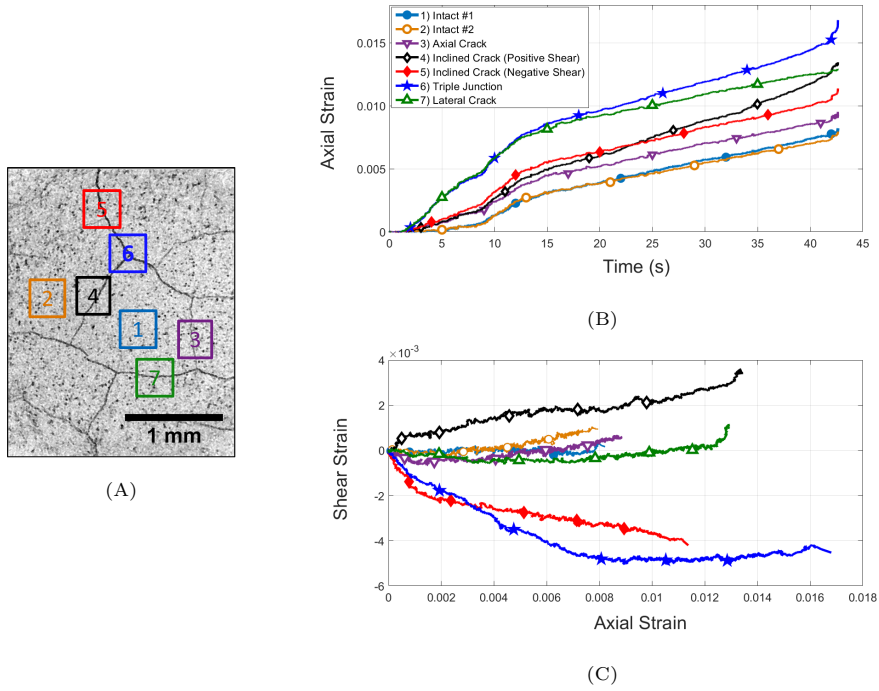 5
6
2
4
1
3
7
1 mm
(A)
1) Intact #1
2) Intact #2
3) Axial Crack
4) Inclined Crack (Positive Shear)
5) Inclined Crack (Negative Shear)
6) Triple Junction
7) Lateral Crack
Axial Strain
0.015
0.010
0.005
0
0 5 10 15 20 25 30 35 40 45
Time (s)
(B)
×10⁻³
Shear Strain
4
2
0
-2
-4
-6
0 0.002 0.004 0.006 0.008 0.01 0.012 0.014 0.016 0.018
Axial Strain
(C)